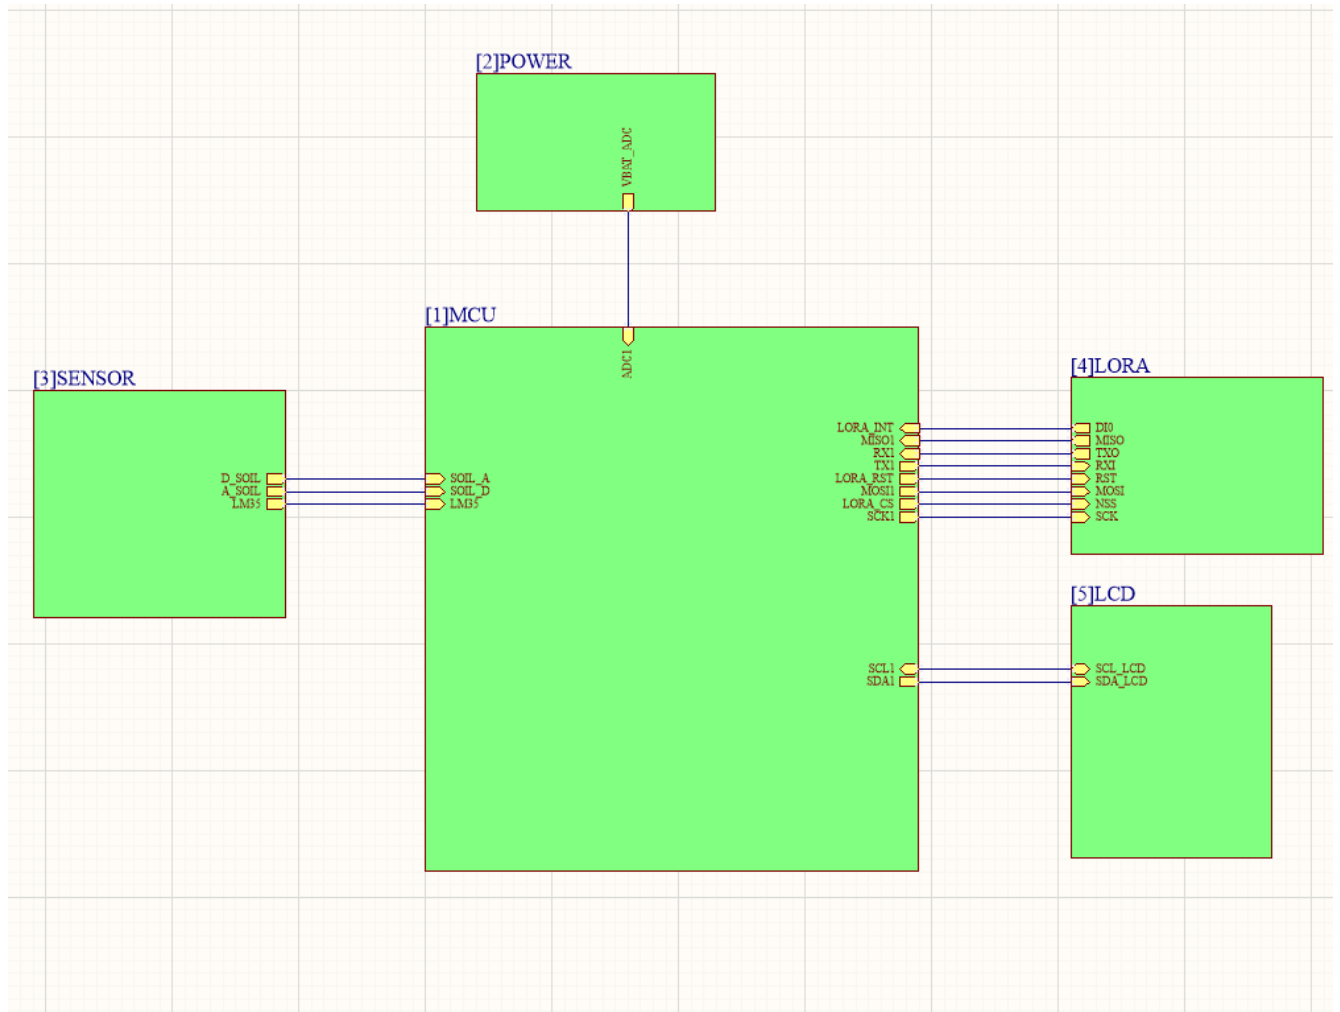 [2]POWER
VBAT_ADC
[1]MCU
ADC1
[3]SENSOR
D_SOIL
A_SOIL
LM35
SOIL_A
SOIL_D
LM35
LORA_INT
MISO1
RX1
TX1
LORA_RST
MOSI1
LORA_CS
SCK1
SCL1
SDA1
[4]LORA
DI0
MISO
TXO
RXI
RST
MOSI
NSS
SCK
[5]LCD
SCL_LCD
SDA_LCD